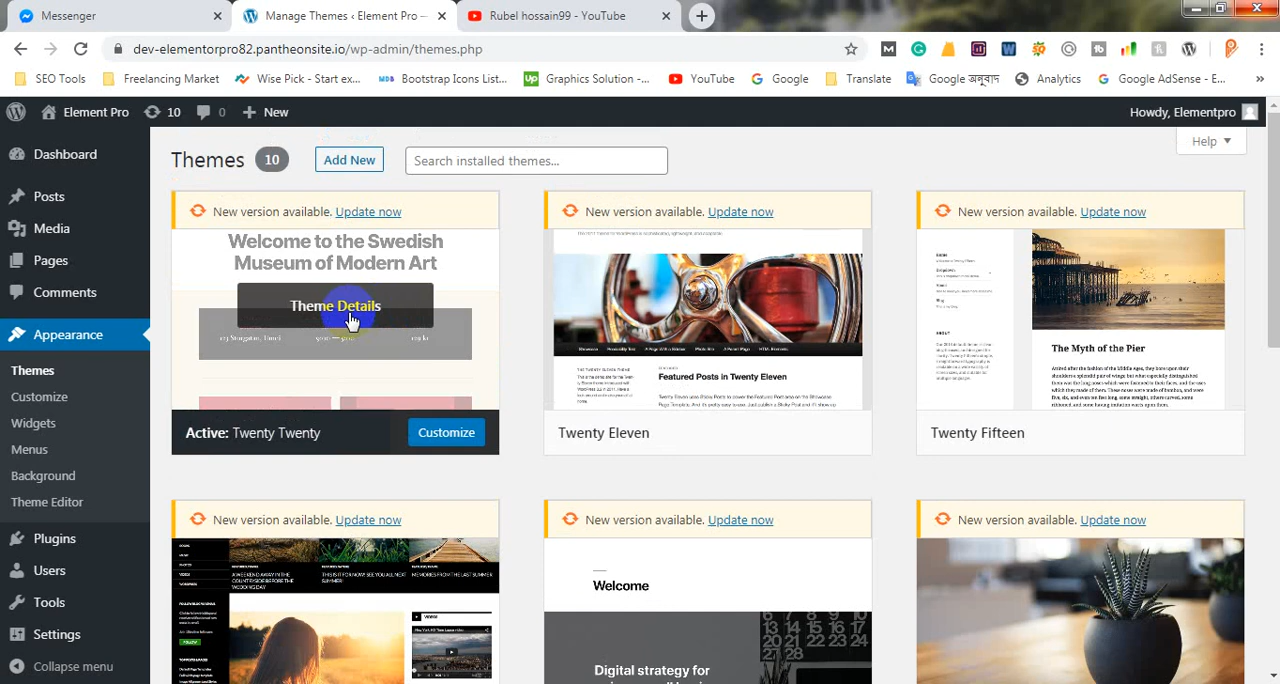 Messenger
Manage Themes ‹ Element Pro —
Rubel hossain99 - YouTube
dev-elementorpro82.pantheonsite.io/wp-admin/themes.php
SEO Tools
Freelancing Market
Wise Pick - Start ex...
Bootstrap Icons List...
Graphics Solution -...
YouTube
Google
Translate
Google অনুবাদ
Analytics
Google AdSense - E...
Element Pro
10
0
New
Howdy, Elementpro
Dashboard
Posts
Media
Pages
Comments
Appearance
Themes
Customize
Widgets
Menus
Background
Theme Editor
Plugins
Users
Tools
Settings
Collapse menu
Themes 10
Add New
Search installed themes...
Help
New version available. Update now
Welcome to the Swedish
Museum of Modern Art
Theme Details
Active: Twenty Twenty
Customize
New version available. Update now
Featured Posts in Twenty Eleven
Twenty Eleven
New version available. Update now
ABOUT
The Myth of the Pier
Twenty Fifteen
New version available. Update now
New version available. Update now
Welcome
Digital strategy for
New version available. Update now